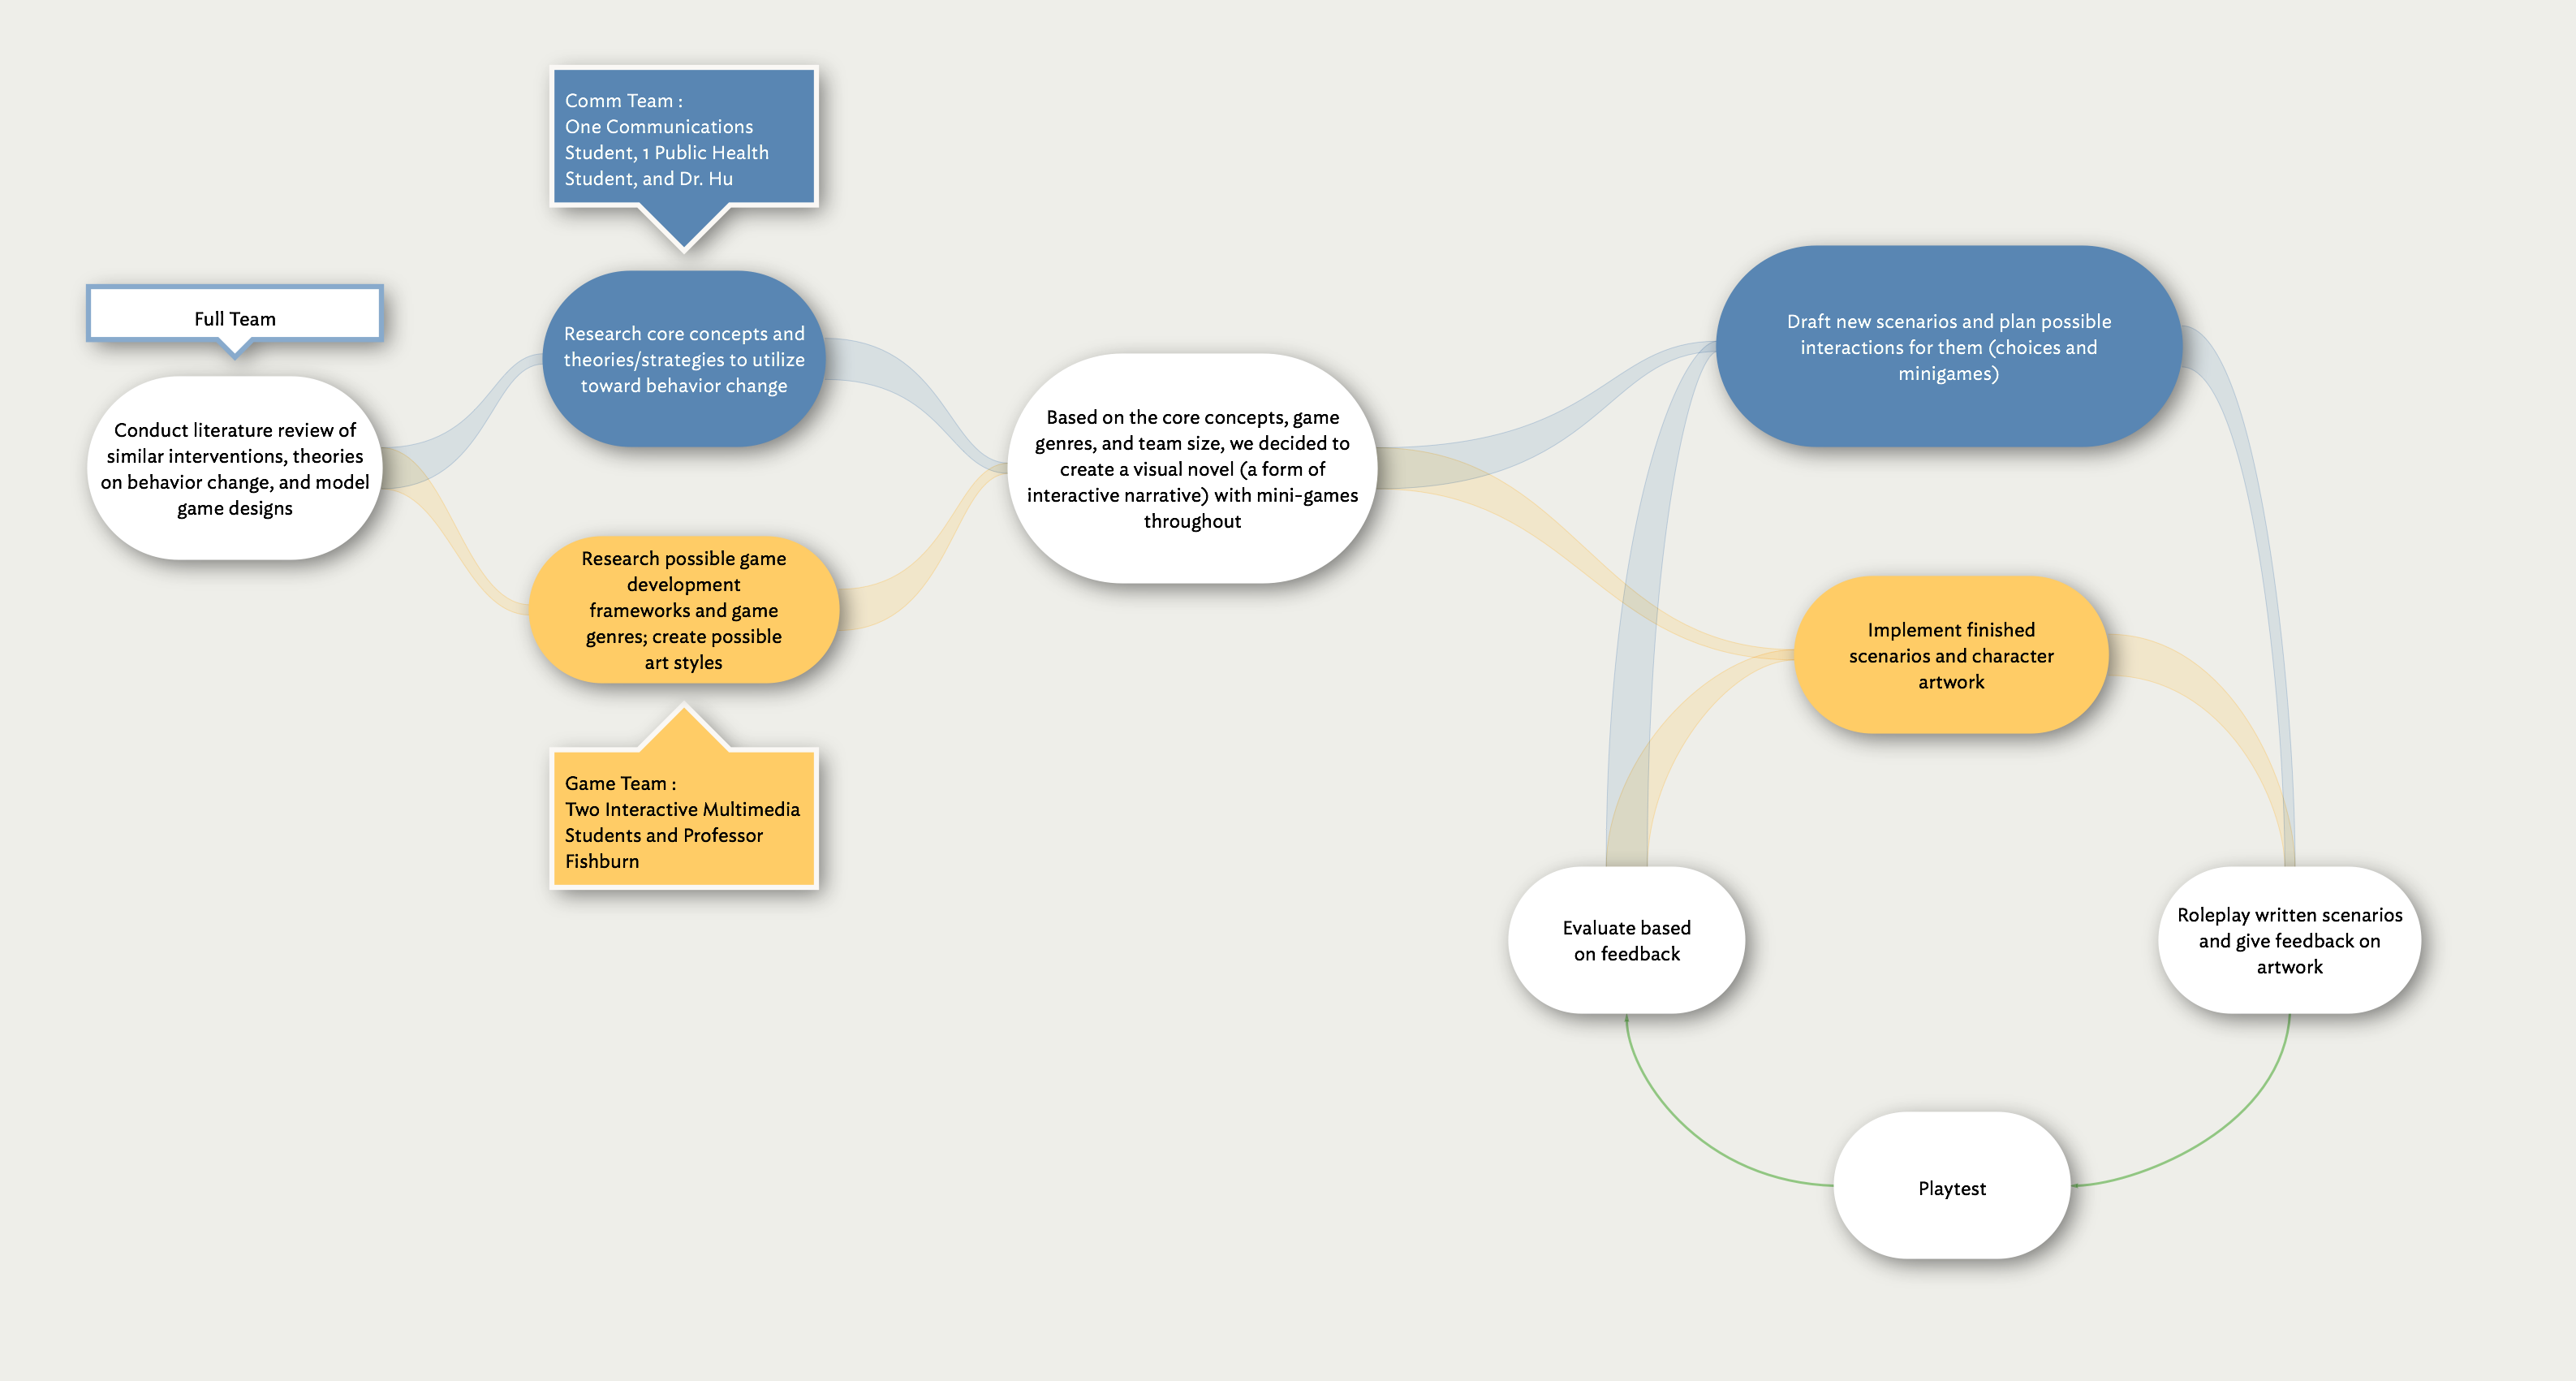 Full Team
Conduct literature review of
similar interventions, theories
on behavior change, and model
game designs
Comm Team :
One Communications
Student, 1 Public Health
Student, and Dr. Hu
Research core concepts and
theories/strategies to utilize
toward behavior change
Research possible game
development
frameworks and game
genres; create possible
art styles
Game Team :
Two Interactive Multimedia
Students and Professor
Fishburn
Based on the core concepts, game
genres, and team size, we decided to
create a visual novel (a form of
interactive narrative) with mini-games
throughout
Draft new scenarios and plan possible
interactions for them (choices and
minigames)
Implement finished
scenarios and character
artwork
Roleplay written scenarios
and give feedback on
artwork
Playtest
Evaluate based
on feedback